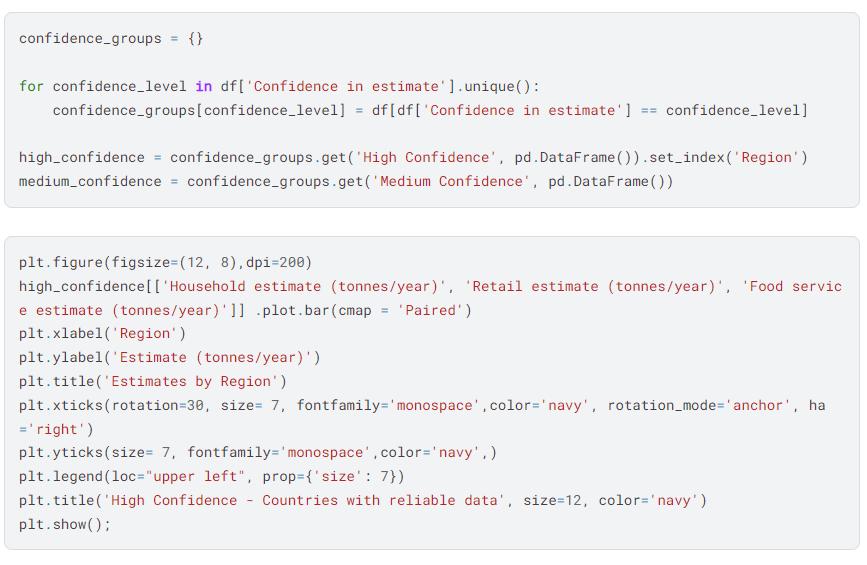 confidence_groups = {}

for confidence_level in df['Confidence in estimate'].unique():
    confidence_groups[confidence_level] = df[df['Confidence in estimate'] == confidence_level]

high_confidence = confidence_groups.get('High Confidence', pd.DataFrame()).set_index('Region')
medium_confidence = confidence_groups.get('Medium Confidence', pd.DataFrame())

plt.figure(figsize=(12, 8),dpi=200)
high_confidence[['Household estimate (tonnes/year)', 'Retail estimate (tonnes/year)', 'Food servic
e estimate (tonnes/year)']] .plot.bar(cmap = 'Paired')
plt.xlabel('Region')
plt.ylabel('Estimate (tonnes/year)')
plt.title('Estimates by Region')
plt.xticks(rotation=30, size= 7, fontfamily='monospace',color='navy', rotation_mode='anchor', ha
='right')
plt.yticks(size= 7, fontfamily='monospace',color='navy',)
plt.legend(loc="upper left", prop={'size': 7})
plt.title('High Confidence - Countries with reliable data', size=12, color='navy')
plt.show();